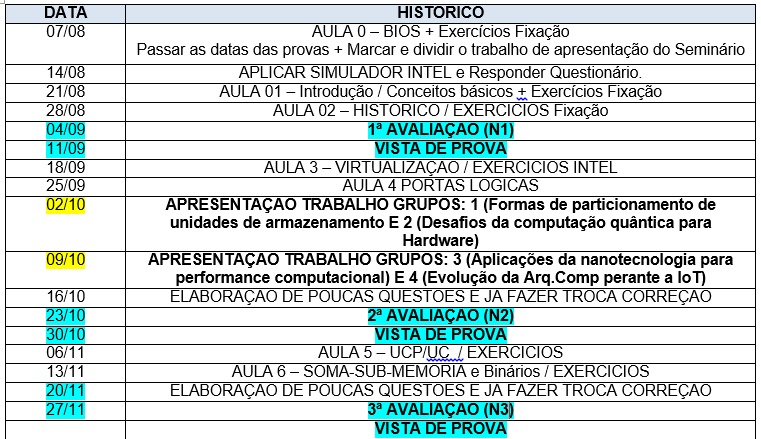 DATA HISTORICO
07/08 AULA 0 – BIOS + Exercícios Fixação
Passar as datas das provas + Marcar e dividir o trabalho de apresentação do Seminário
14/08 APLICAR SIMULADOR INTEL e Responder Questionário.
21/08 AULA 01 – Introdução / Conceitos básicos + Exercícios Fixação
28/08 AULA 02 – HISTORICO / EXERCICIOS Fixação
04/09 1ª AVALIAÇAO (N1)
11/09 VISTA DE PROVA
18/09 AULA 3 – VIRTUALIZAÇAO / EXERCICIOS INTEL
25/09 AULA 4 PORTAS LOGICAS
02/10 APRESENTAÇAO TRABALHO GRUPOS: 1 (Formas de particionamento de
unidades de armazenamento E 2 (Desafios da computação quântica para
Hardware)
09/10 APRESENTAÇAO TRABALHO GRUPOS: 3 (Aplicações da nanotecnologia para
performance computacional) E 4 (Evolução da Arq.Comp perante a IoT)
16/10 ELABORAÇAO DE POUCAS QUESTOES E JA FAZER TROCA CORREÇAO
23/10 2ª AVALIAÇAO (N2)
30/10 VISTA DE PROVA
06/11 AULA 5 – UCP/UC / EXERCICIOS
13/11 AULA 6 – SOMA-SUB-MEMORIA e Binários / EXERCICIOS
20/11 ELABORAÇAO DE POUCAS QUESTOES E JA FAZER TROCA CORREÇAO
27/11 3ª AVALIAÇAO (N3)
VISTA DE PROVA